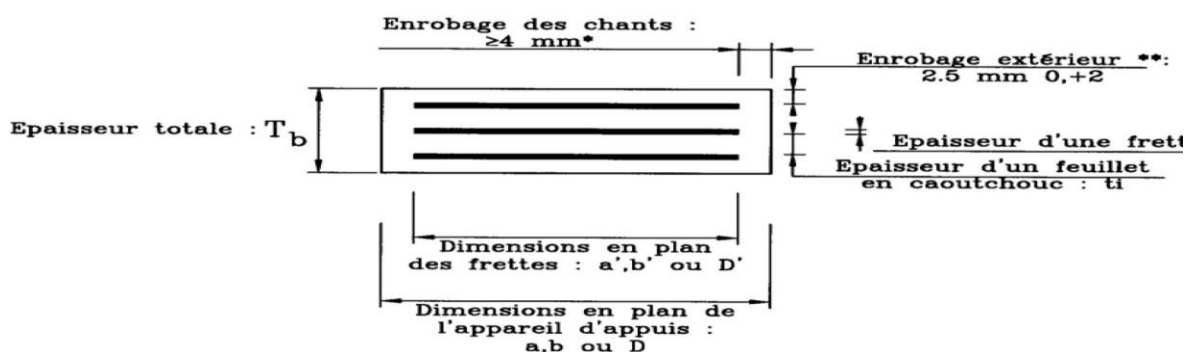 Enrobage des chants :
≥4 mm*
Enrobage extérieur **:
2.5 mm 0,+2
Epaisseur totale : Tb
Epaisseur d'une frett
Epaisseur d'un feuillet
en caoutchouc : ti
Dimensions en plan
des frettes : a',b' ou D'
Dimensions en plan de
l'appareil d'appuis :
a,b ou D